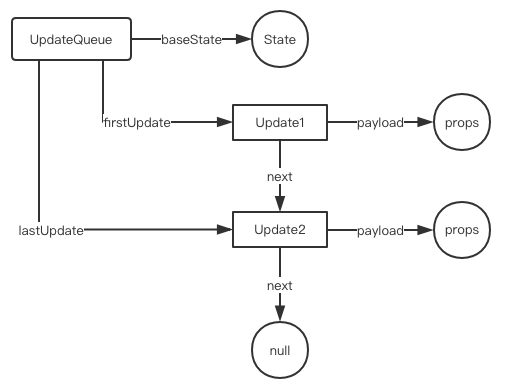 UpdateQueue
baseState
State
firstUpdate
Update1
payload
props
next
lastUpdate
Update2
payload
props
next
null